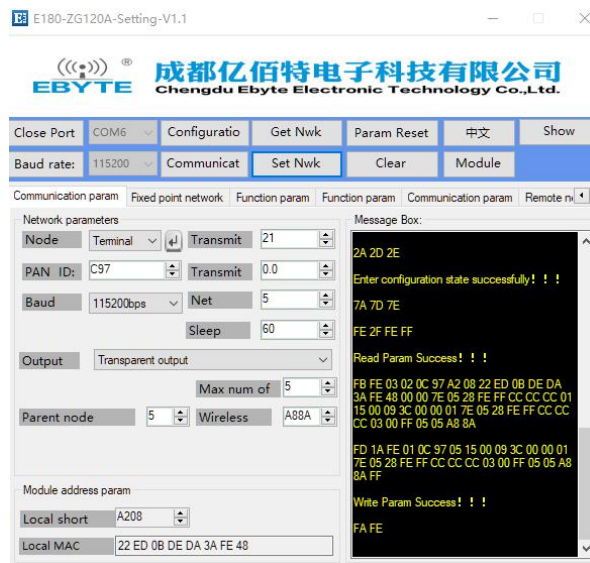 E180-ZG120A-Setting-V1.1
((( ))) ®
EBYTE
成都亿佰特电子科技有限公司
Chengdu Ebyte Electronic Technology Co.,Ltd.
Close Port COM6 Configuratio Get Nwk Param Reset 中文 Show
Baud rate: 115200 Communicat Set Nwk Clear Module
Communication param Fixed point network Function param Function param Communication param Remote n
Network parameters
Node Teminal Transmit 21
PAN ID: C97 Transmit 0.0
Baud 115200bps Net 5
Sleep 60
Output Transparent output
Max num of 5
Parent node 5 Wireless A88A
Module address param
Local short A208
Local MAC 22 ED 0B DE DA 3A FE 48
Message Box:
2A 2D 2E
Enter configuration state successfully! ! !
7A 7D 7E
FE 2F FE FF
Read Param Success! ! !
FB FE 03 02 0C 97 A2 08 22 ED 0B DE DA
3A FE 48 00 00 7E 05 28 FE FF CC CC CC 01
15 00 09 3C 00 00 01 7E 05 28 FE FF CC CC
CC 03 00 FF 05 05 A8 8A
FD 1A FE 01 0C 97 05 15 00 09 3C 00 00 01
7E 05 28 FE FF CC CC CC 03 00 FF 05 05 A8
8A FF
Write Param Success! ! !
FA FE